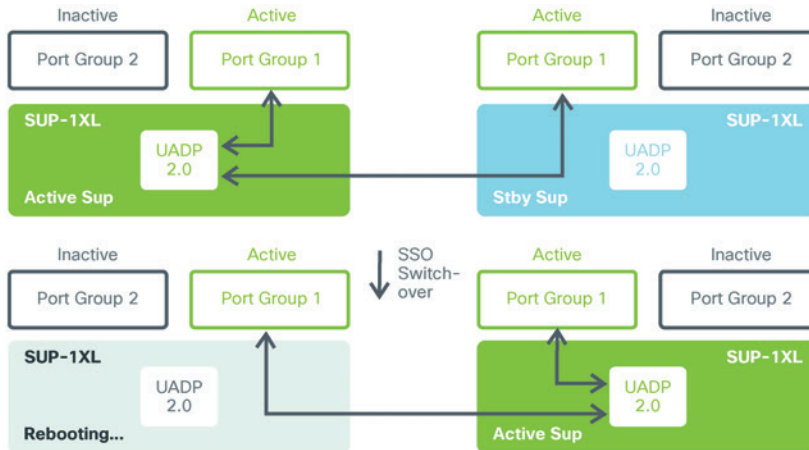 Inactive
Active
Active
Inactive
Port Group 2
Port Group 1
Port Group 1
Port Group 2
SUP-1XL
UADP
2.0
Active Sup
SUP-1XL
UADP
2.0
Stby Sup
Inactive
Active
SSO
Switch-
over
Active
Inactive
Port Group 2
Port Group 1
Port Group 1
Port Group 2
SUP-1XL
UADP
2.0
Rebooting...
SUP-1XL
UADP
2.0
Active Sup